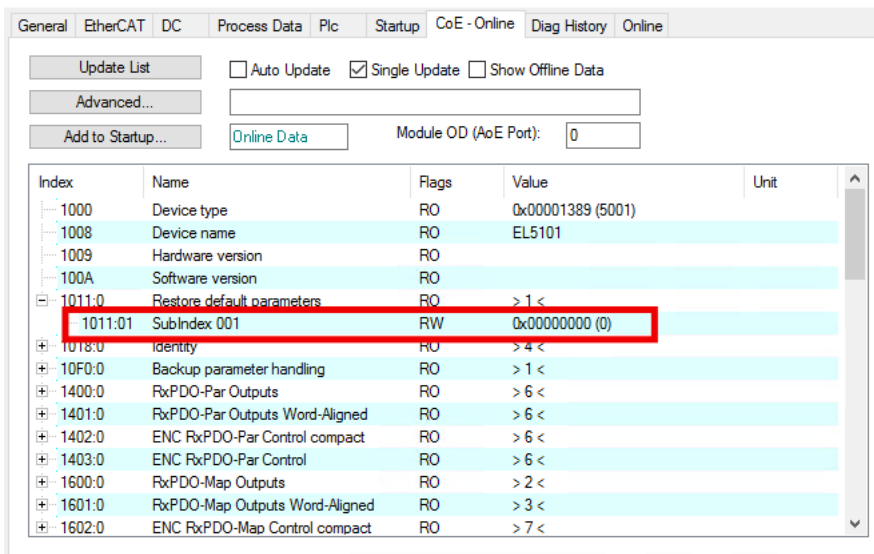 General EtherCAT DC Process Data Plc Startup CoE - Online Diag History Online
Update List Auto Update Single Update Show Offline Data
Advanced...
Add to Startup... Online Data Module OD (AoE Port): 0
Index Name Flags Value Unit
1000 Device type RO 0x00001389 (5001)
1008 Device name RO EL5101
1009 Hardware version RO
100A Software version RO
1011:0 Restore default parameters RO > 1 <
1011:01 SubIndex 001 RW 0x00000000 (0)
1018:0 Identity RO > 4 <
10F0:0 Backup parameter handling RO > 1 <
1400:0 RxPDO-Par Outputs RO > 6 <
1401:0 RxPDO-Par Outputs Word-Aligned RO > 6 <
1402:0 ENC RxPDO-Par Control compact RO > 6 <
1403:0 ENC RxPDO-Par Control RO > 6 <
1600:0 RxPDO-Map Outputs RO > 2 <
1601:0 RxPDO-Map Outputs Word-Aligned RO > 3 <
1602:0 ENC RxPDO-Map Control compact RO > 7 <